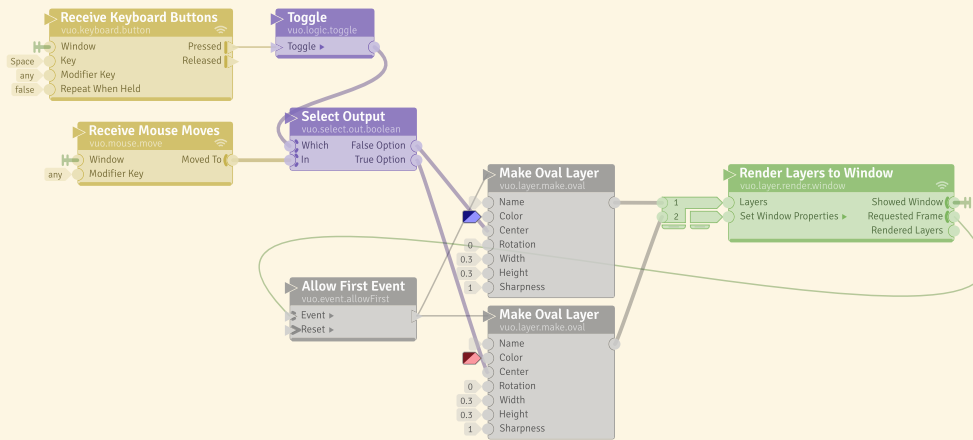 Receive Keyboard Buttons
vuo.keyboard.button
Window Pressed
Space Key Released
any Modifier Key
false Repeat When Held
Toggle
vuo.logic.toggle
Toggle ▸
Receive Mouse Moves
vuo.mouse.move
Window Moved To
any Modifier Key
Select Output
vuo.select.out.boolean
Which False Option
In True Option
Make Oval Layer
vuo.layer.make.oval
Name
Color
Center
0 Rotation
0.3 Width
0.3 Height
1 Sharpness
Render Layers to Window
vuo.layer.render.window
1 Layers Showed Window
2 Set Window Properties ▸ Requested Frame
Rendered Layers
Allow First Event
vuo.event.allowFirst
Event ▸
Reset ▸
Make Oval Layer
vuo.layer.make.oval
Name
Color
Center
0 Rotation
0.3 Width
0.3 Height
1 Sharpness